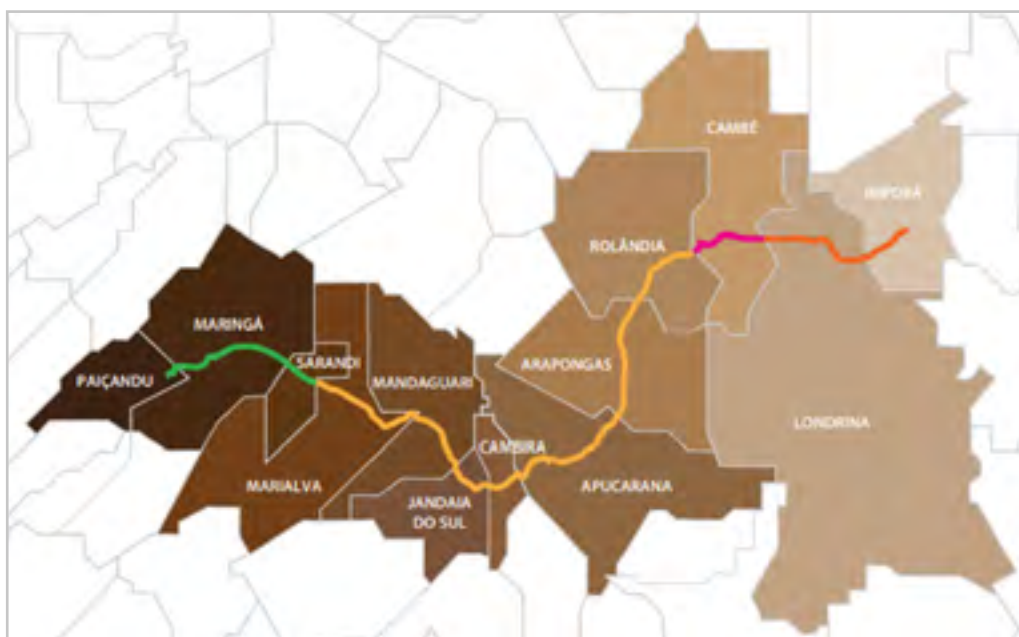 CAMBÉ
IBIPORÃ
ROLÂNDIA
MARINGÁ
SARANDI
PAIÇANDU
MANDAGUARI
ARAPONGAS
LONDRINA
CAMBIRA
MARIALVA
APUCARANA
JANDAIA
DO SUL